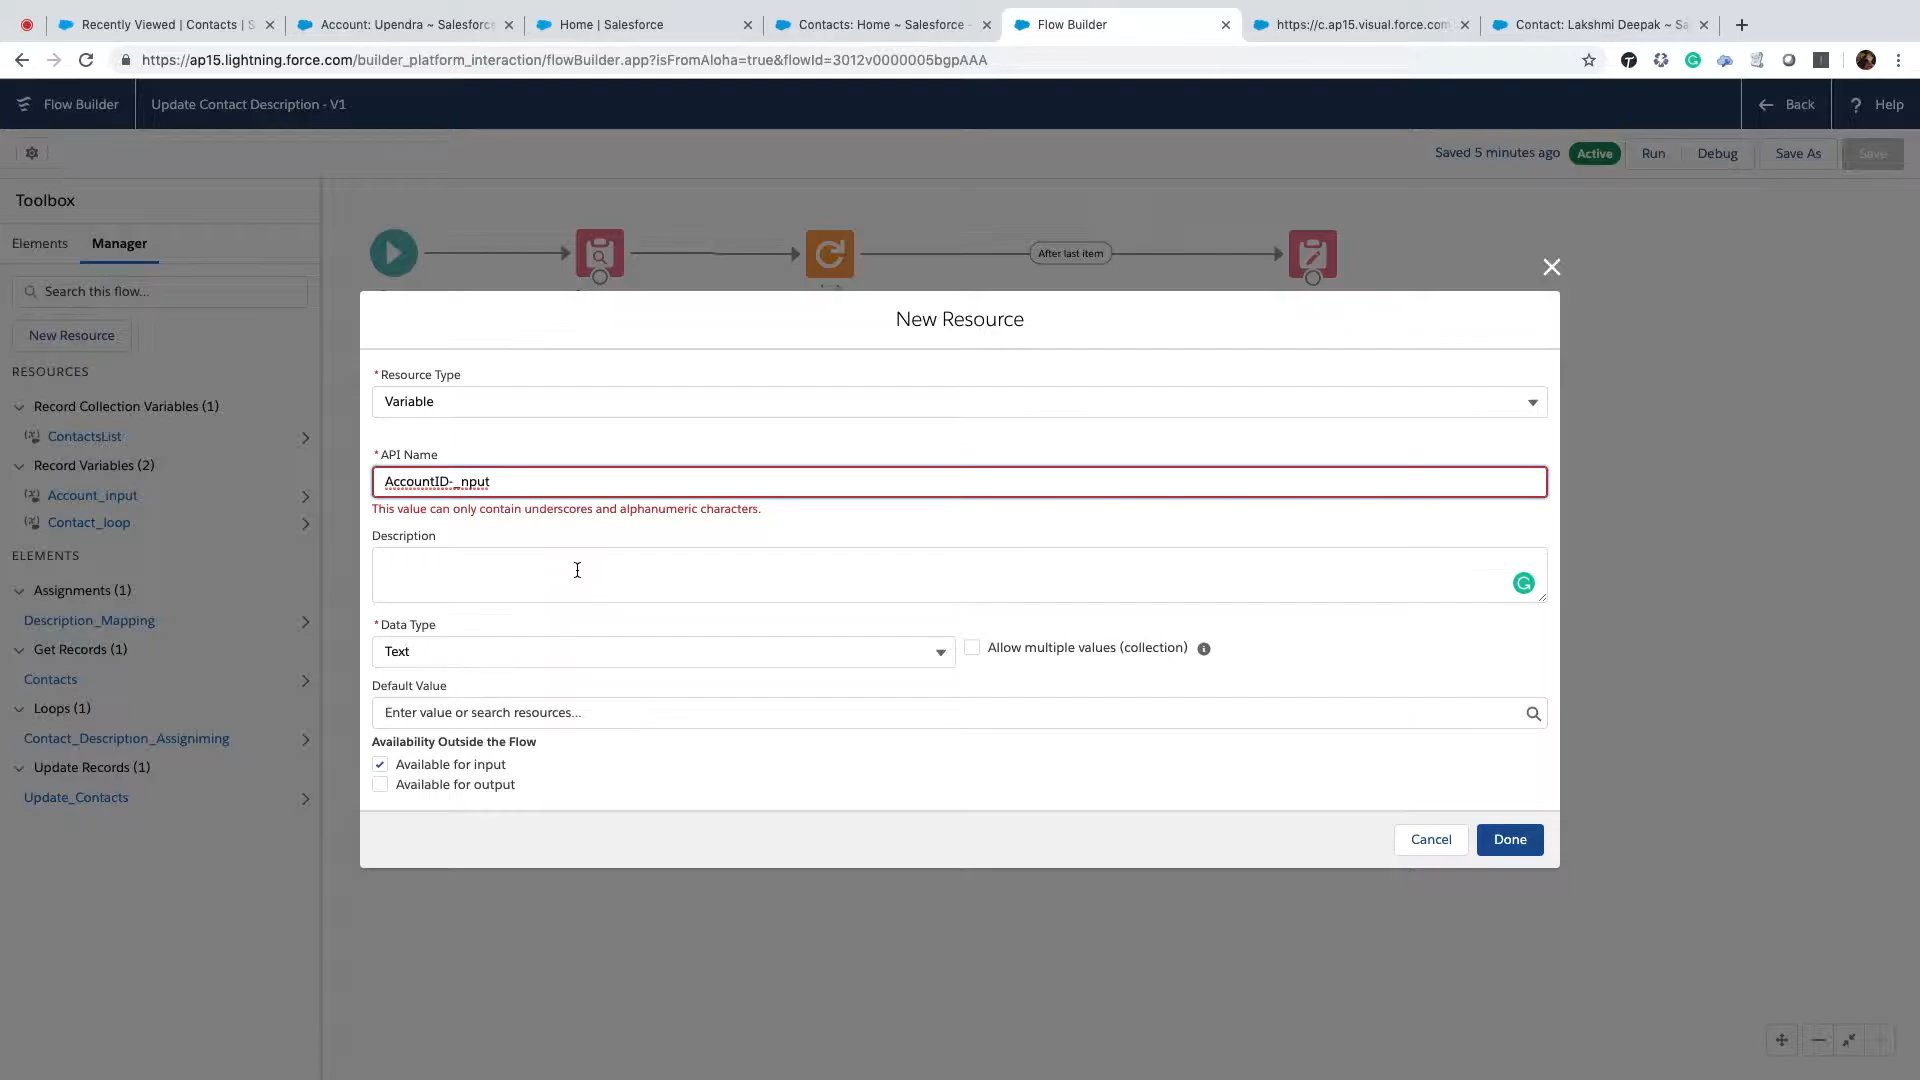 Recently Viewed | Contacts | S
Account: Upendra ~ Salesforce
Home | Salesforce
Contacts: Home ~ Salesforce -
Flow Builder
https://c.ap15.visual.force.com
Contact: Lakshmi Deepak ~ Sa
https://ap15.lightning.force.com/builder_platform_interaction/flowBuilder.app?isFromAloha=true&flowId=3012v0000005bgpAAA
Flow Builder
Update Contact Description - V1
Back
? Help
Saved 5 minutes ago
Active
Run
Debug
Save As
Save
Toolbox
Elements
Manager
Search this flow...
New Resource
RESOURCES
Record Collection Variables (1)
ContactsList
Record Variables (2)
Account_input
Contact_loop
ELEMENTS
Assignments (1)
Description_Mapping
Get Records (1)
Contacts
Loops (1)
Contact_Description_Assigniming
Update Records (1)
Update_Contacts
After last item
New Resource
* Resource Type
Variable
* API Name
AccountID-_nput
This value can only contain underscores and alphanumeric characters.
Description
* Data Type
Text
Allow multiple values (collection)
Default Value
Enter value or search resources...
Availability Outside the Flow
Available for input
Available for output
Cancel
Done